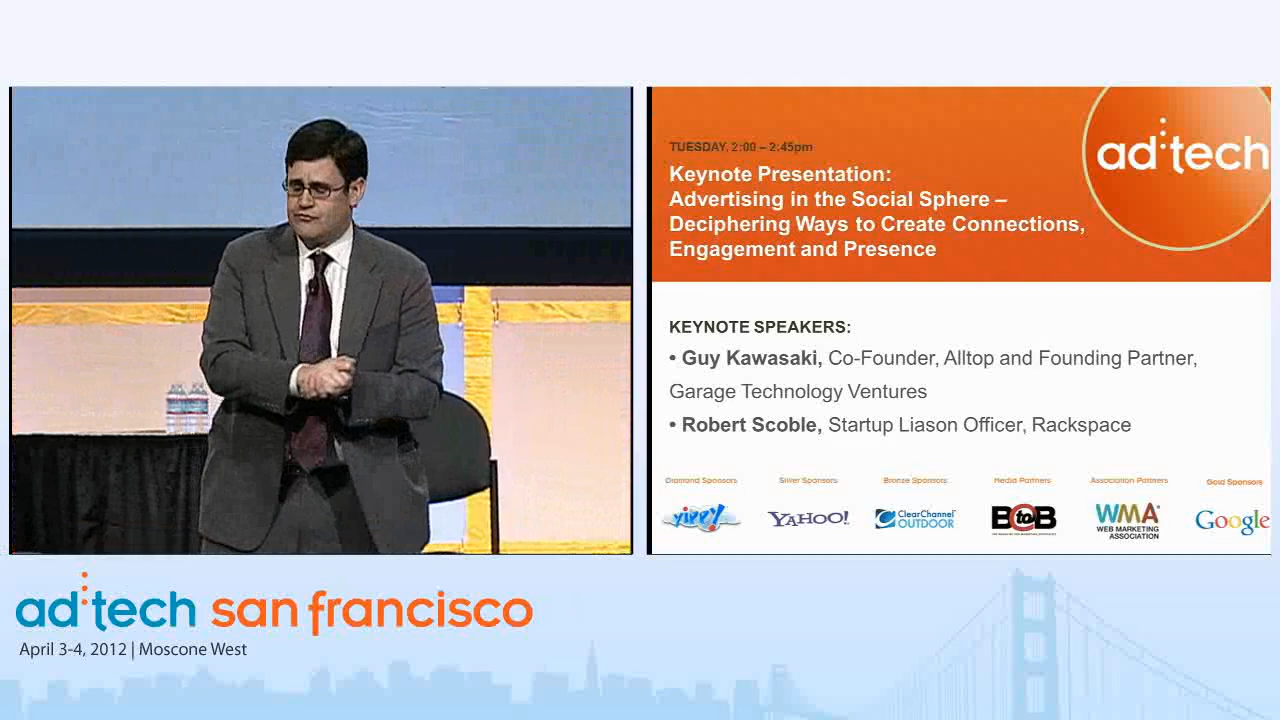 TUESDAY, 2:00 – 2:45pm
Keynote Presentation:
Advertising in the Social Sphere –
Deciphering Ways to Create Connections,
Engagement and Presence
ad:tech
KEYNOTE SPEAKERS:
• Guy Kawasaki, Co-Founder, Alltop and Founding Partner,
Garage Technology Ventures
• Robert Scoble, Startup Liason Officer, Rackspace
Diamond Sponsors
Silver Sponsors
Bronze Sponsors
Media Partners
Association Partners
Gold Sponsors
yippy!
YAHOO!
ClearChannel
OUTDOOR
BtoB
WMA
WEB MARKETING
ASSOCIATION
Google
ad:tech san francisco
April 3-4, 2012 | Moscone West